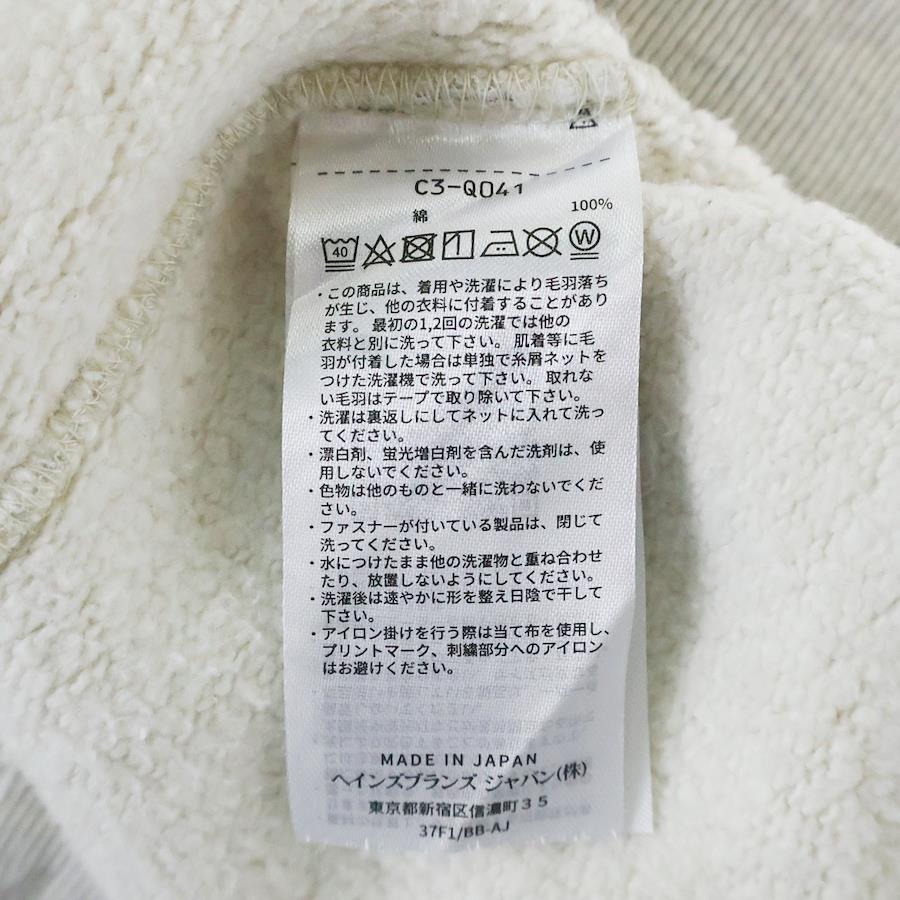 C3-Q041
綿 100%
40 W
・この商品は、着用や洗濯により毛羽落ち
が生じ、他の衣料に付着することがあり
ます。最初の1,2回の洗濯では他の
衣料と別に洗って下さい。肌着等に毛
羽が付着した場合は単独で糸屑ネットを
つけた洗濯機で洗って下さい。取れな
い毛羽はテープで取り除いて下さい。
・洗濯は裏返しにしてネットに入れて洗っ
てください。
・漂白剤、蛍光増白剤を含んだ洗剤は、使
用しないでください。
・色物は他のものと一緒に洗わないでくだ
さい。
・ファスナーが付いている製品は、閉じて
洗ってください。
・水につけたまま他の洗濯物と重ね合わせ
たり、放置しないようにしてください。
・洗濯後は速やかに形を整え日陰で干して
下さい。
・アイロン掛けを行う際は当て布を使用し、
プリントマーク、刺繍部分へのアイロン
はお避けください。
MADE IN JAPAN
ヘインズブランズ ジャパン(株)
東京都新宿区信濃町35
37F1/BB-AJ